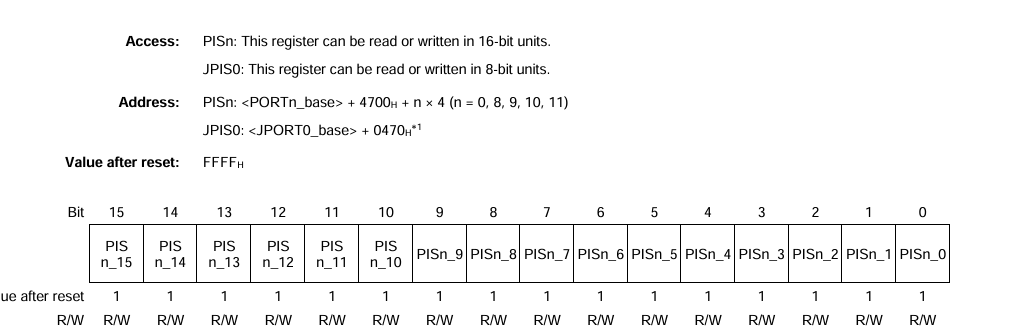 Access: PISn: This register can be read or written in 16-bit units.
JPIS0: This register can be read or written in 8-bit units.
Address: PISn: <PORTn_base> + 4700H + n × 4 (n = 0, 8, 9, 10, 11)
JPIS0: <JPORT0_base> + 0470H*1
Value after reset: FFFFH
Bit 15 14 13 12 11 10 9 8 7 6 5 4 3 2 1 0
PIS PIS PIS PIS PIS PIS
n_15 n_14 n_13 n_12 n_11 n_10 PISn_9 PISn_8 PISn_7 PISn_6 PISn_5 PISn_4 PISn_3 PISn_2 PISn_1 PISn_0
ue after reset 1 1 1 1 1 1 1 1 1 1 1 1 1 1 1 1
R/W R/W R/W R/W R/W R/W R/W R/W R/W R/W R/W R/W R/W R/W R/W R/W R/W